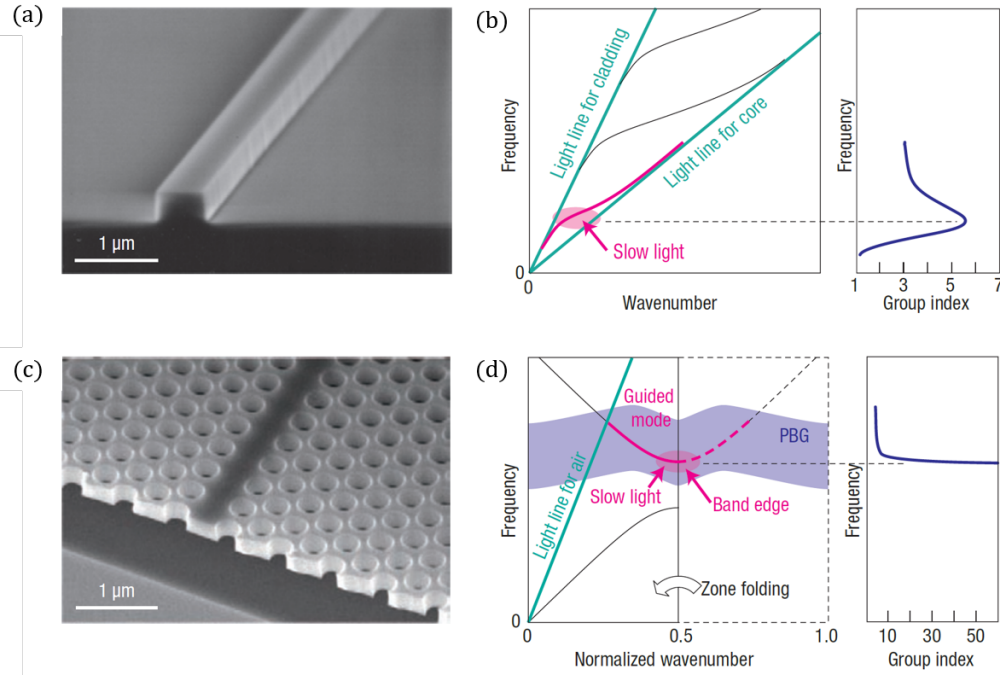 (a)
1 μm
(b)
Frequency
0
0
Wavenumber
Light line for cladding
Light line for core
Slow light
Frequency
1
3
5
7
Group index
(c)
1 μm
(d)
Frequency
0
0
0.5
1.0
Normalized wavenumber
Light line for air
Guided
mode
PBG
Slow light
Band edge
Zone folding
Frequency
10
30
50
Group index